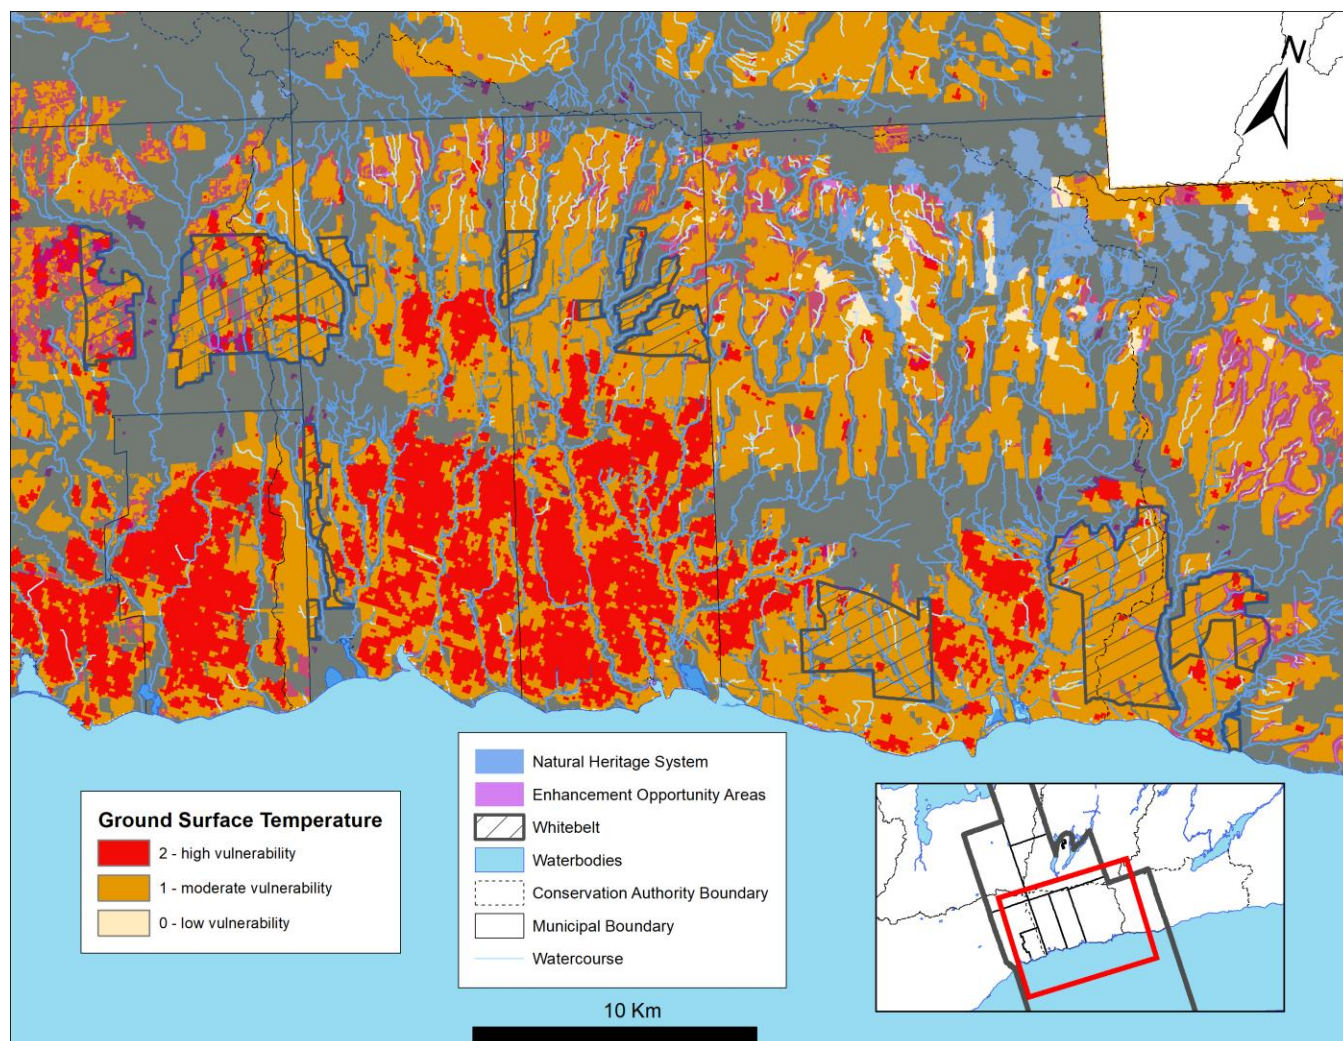 N
Ground Surface Temperature
2 - high vulnerability
1 - moderate vulnerability
0 - low vulnerability
Natural Heritage System
Enhancement Opportunity Areas
Whitebelt
Waterbodies
Conservation Authority Boundary
Municipal Boundary
Watercourse
10 Km